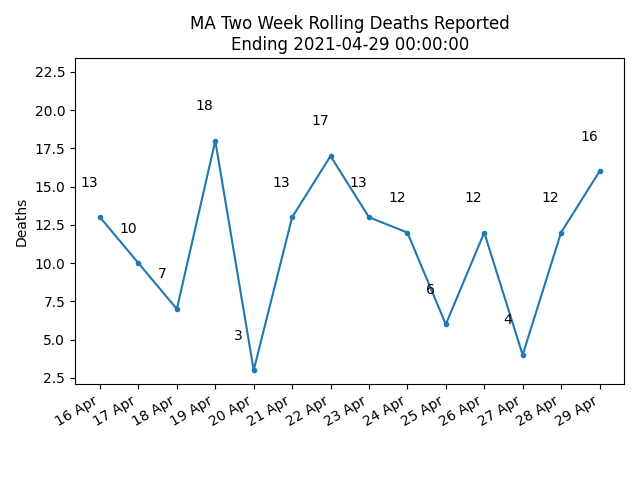 MA Two Week Rolling Deaths Reported
Ending 2021-04-29 00:00:00
Deaths
22.5
20.0
17.5
15.0
12.5
10.0
7.5
5.0
2.5
13
10
7
18
3
13
17
13
12
6
12
4
12
16
16 Apr
17 Apr
18 Apr
19 Apr
20 Apr
21 Apr
22 Apr
23 Apr
24 Apr
25 Apr
26 Apr
27 Apr
28 Apr
29 Apr